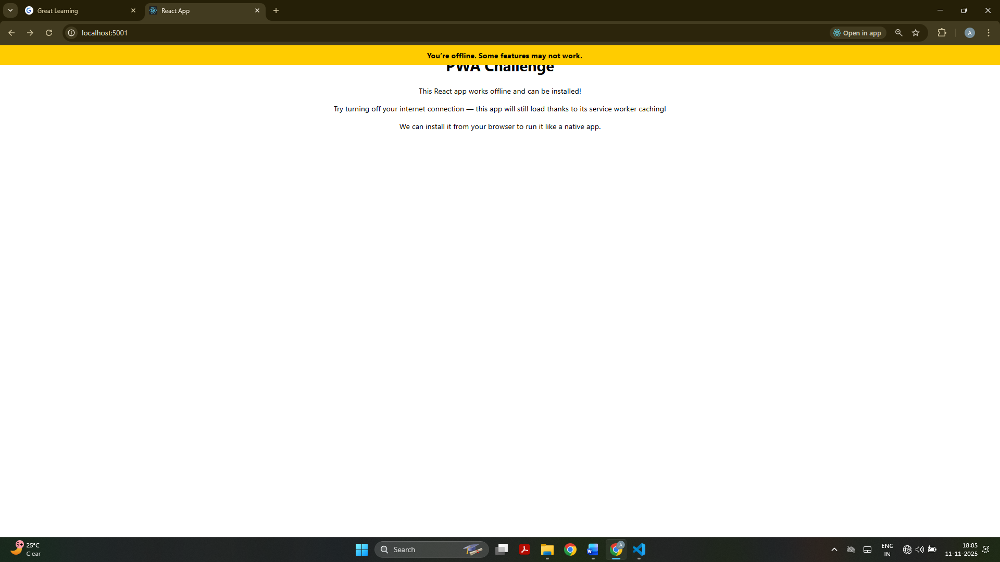 Great Learning
React App
localhost:5001
Open in app
A
You're offline. Some features may not work.
PWA Challenge
This React app works offline and can be installed!
Try turning off your internet connection — this app will still load thanks to its service worker caching!
We can install it from your browser to run it like a native app.
9+
25°C
Clear
Search
A
ENG
IN
18:05
11-11-2025